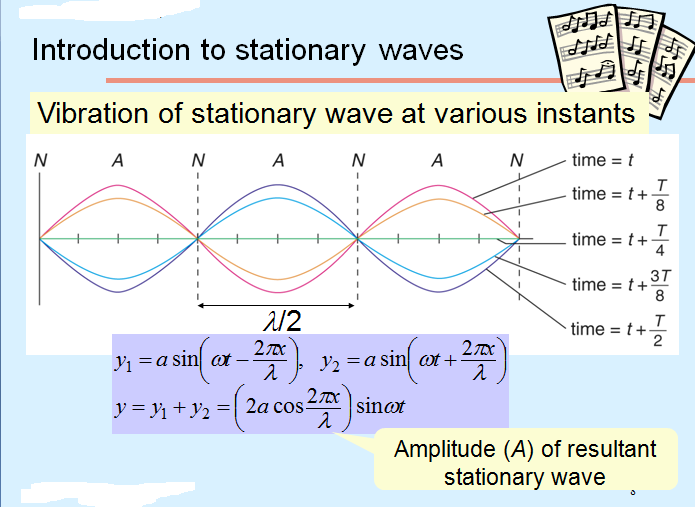 Introduction to stationary waves
Vibration of stationary wave at various instants
N A N A N A N
time = t
time = t + T/8
time = t + T/4
time = t + 3T/8
time = t + T/2
λ/2
y₁ = a sin(ωt − 2πx/λ), y₂ = a sin(ωt + 2πx/λ)
y = y₁ + y₂ = (2a cos 2πx/λ) sin ωt
Amplitude (A) of resultant
stationary wave